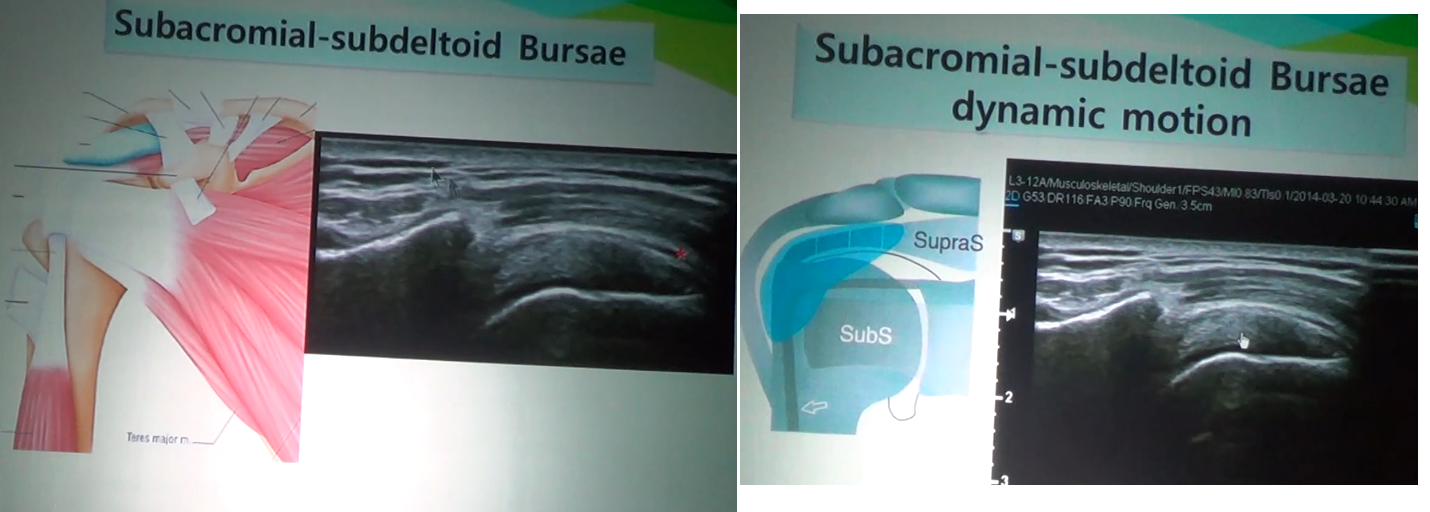 Subacromial-subdeltoid Bursae
Teres major m.
Subacromial-subdeltoid Bursae
dynamic motion
SupraS
SubS
L3-12A/Musculoskeletal/Shoulder1/FPS43/MI0.83/TIs0.1/2014-03-20 10:44:30 AM
2D G53 DR116 FA3 P90 Frq Gen. 3.5cm
S
2
3